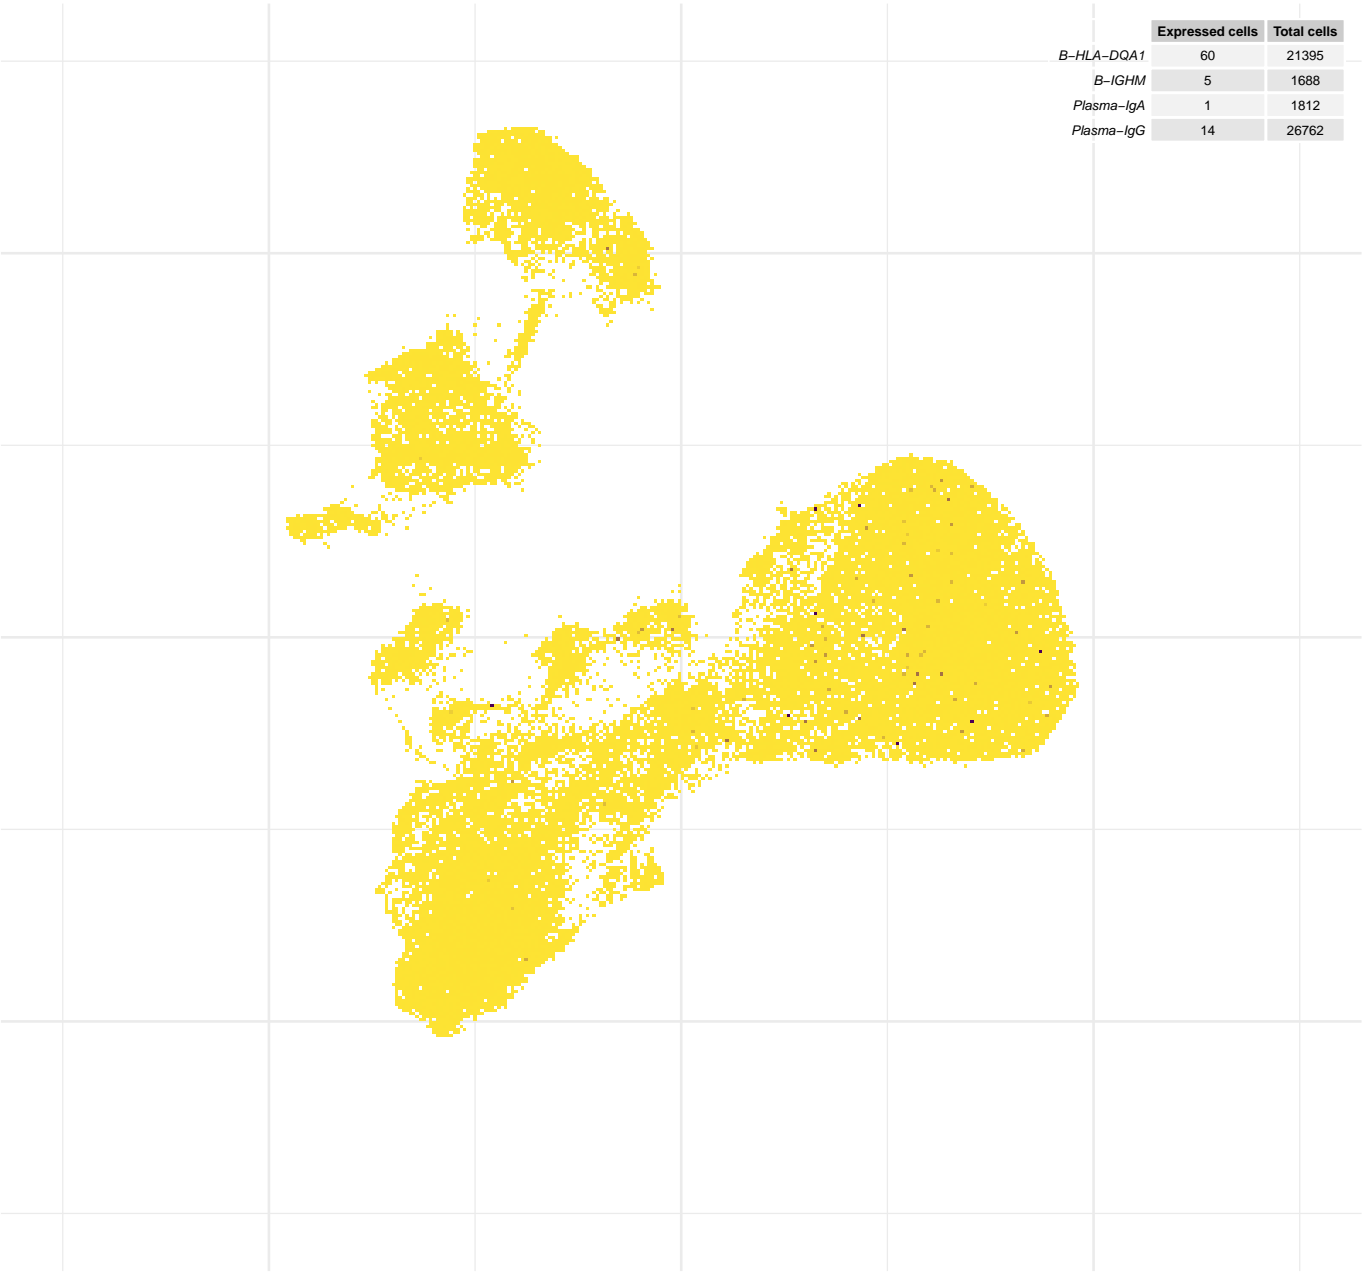 Expressed cells Total cells
B−HLA−DQA1 60 21395
B−IGHM 5 1688
Plasma−IgA 1 1812
Plasma−IgG 14 26762